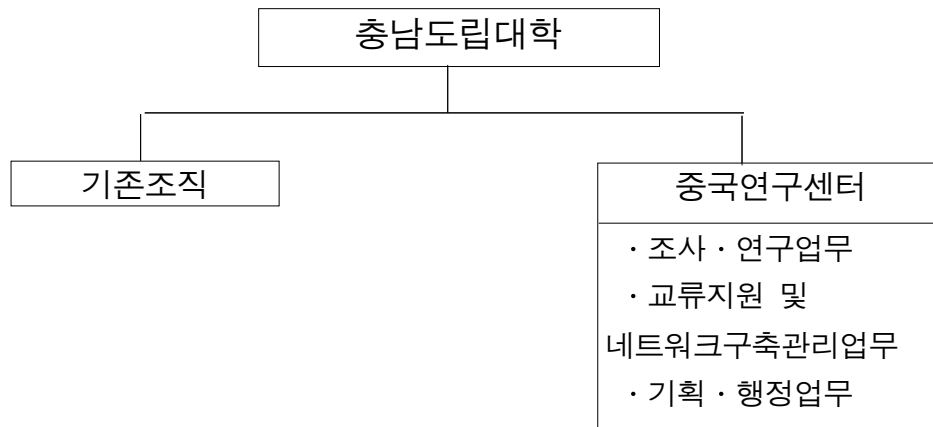 충남도립대학
기존조직
중국연구센터
· 조사 · 연구업무
· 교류지원 및
네트워크구축관리업무
· 기획 · 행정업무